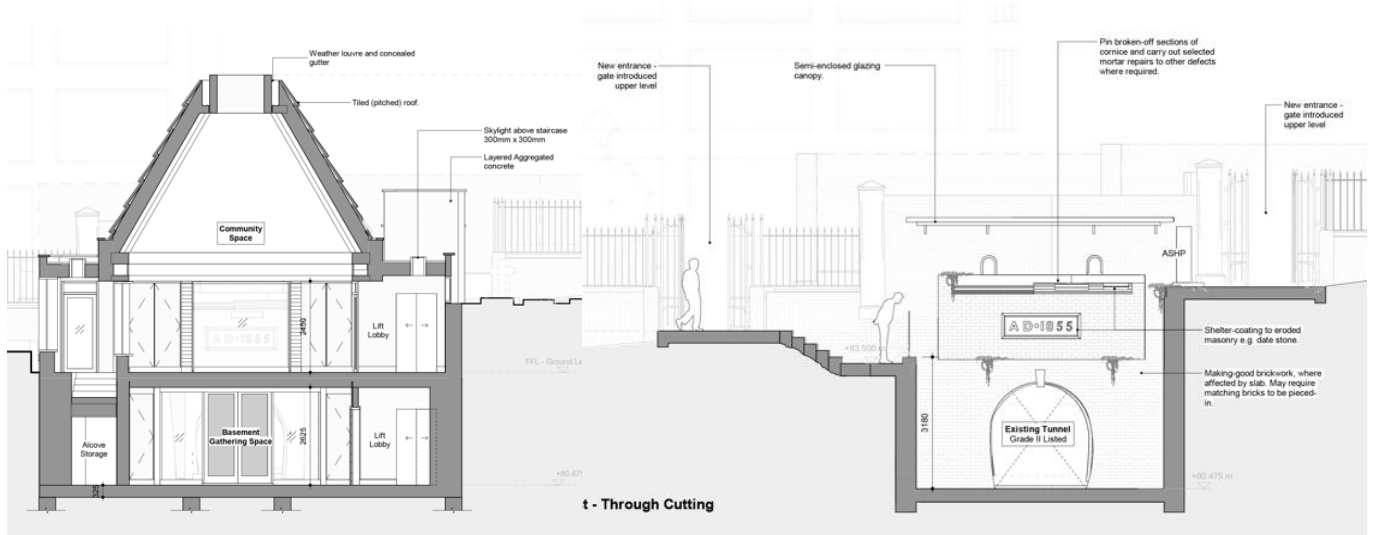 Weather louvre and concealed
gutter
Tiled (pitched) roof.
Skylight above staircase
300mm x 300mm
Layered Aggregated
concrete
Community
Space
2450
Lift
Lobby
FFL - Ground Le
Basement
Gathering Space
2625
Lift
Lobby
Alcove
Storage
325
+80.475
New entrance -
gate introduced
upper level
Semi-enclosed glazing
canopy.
Pin broken-off sections of
cornice and carry out selected
mortar repairs to other defects
where required.
New entrance -
gate introduced
upper level
ASHP
AD·1855
Shelter-coating to eroded
masonry e.g. date stone.
+83.500 m
Making-good brickwork, where
affected by slab. May require
matching bricks to be pieced-
in.
3180
Existing Tunnel
Grade II Listed
+80.475 m
t - Through Cutting